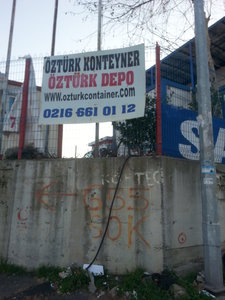 ÖZTÜRK KONTEYNER
ÖZTÜRK DEPO
www.ozturkcontainer.com
0216 661 01 12